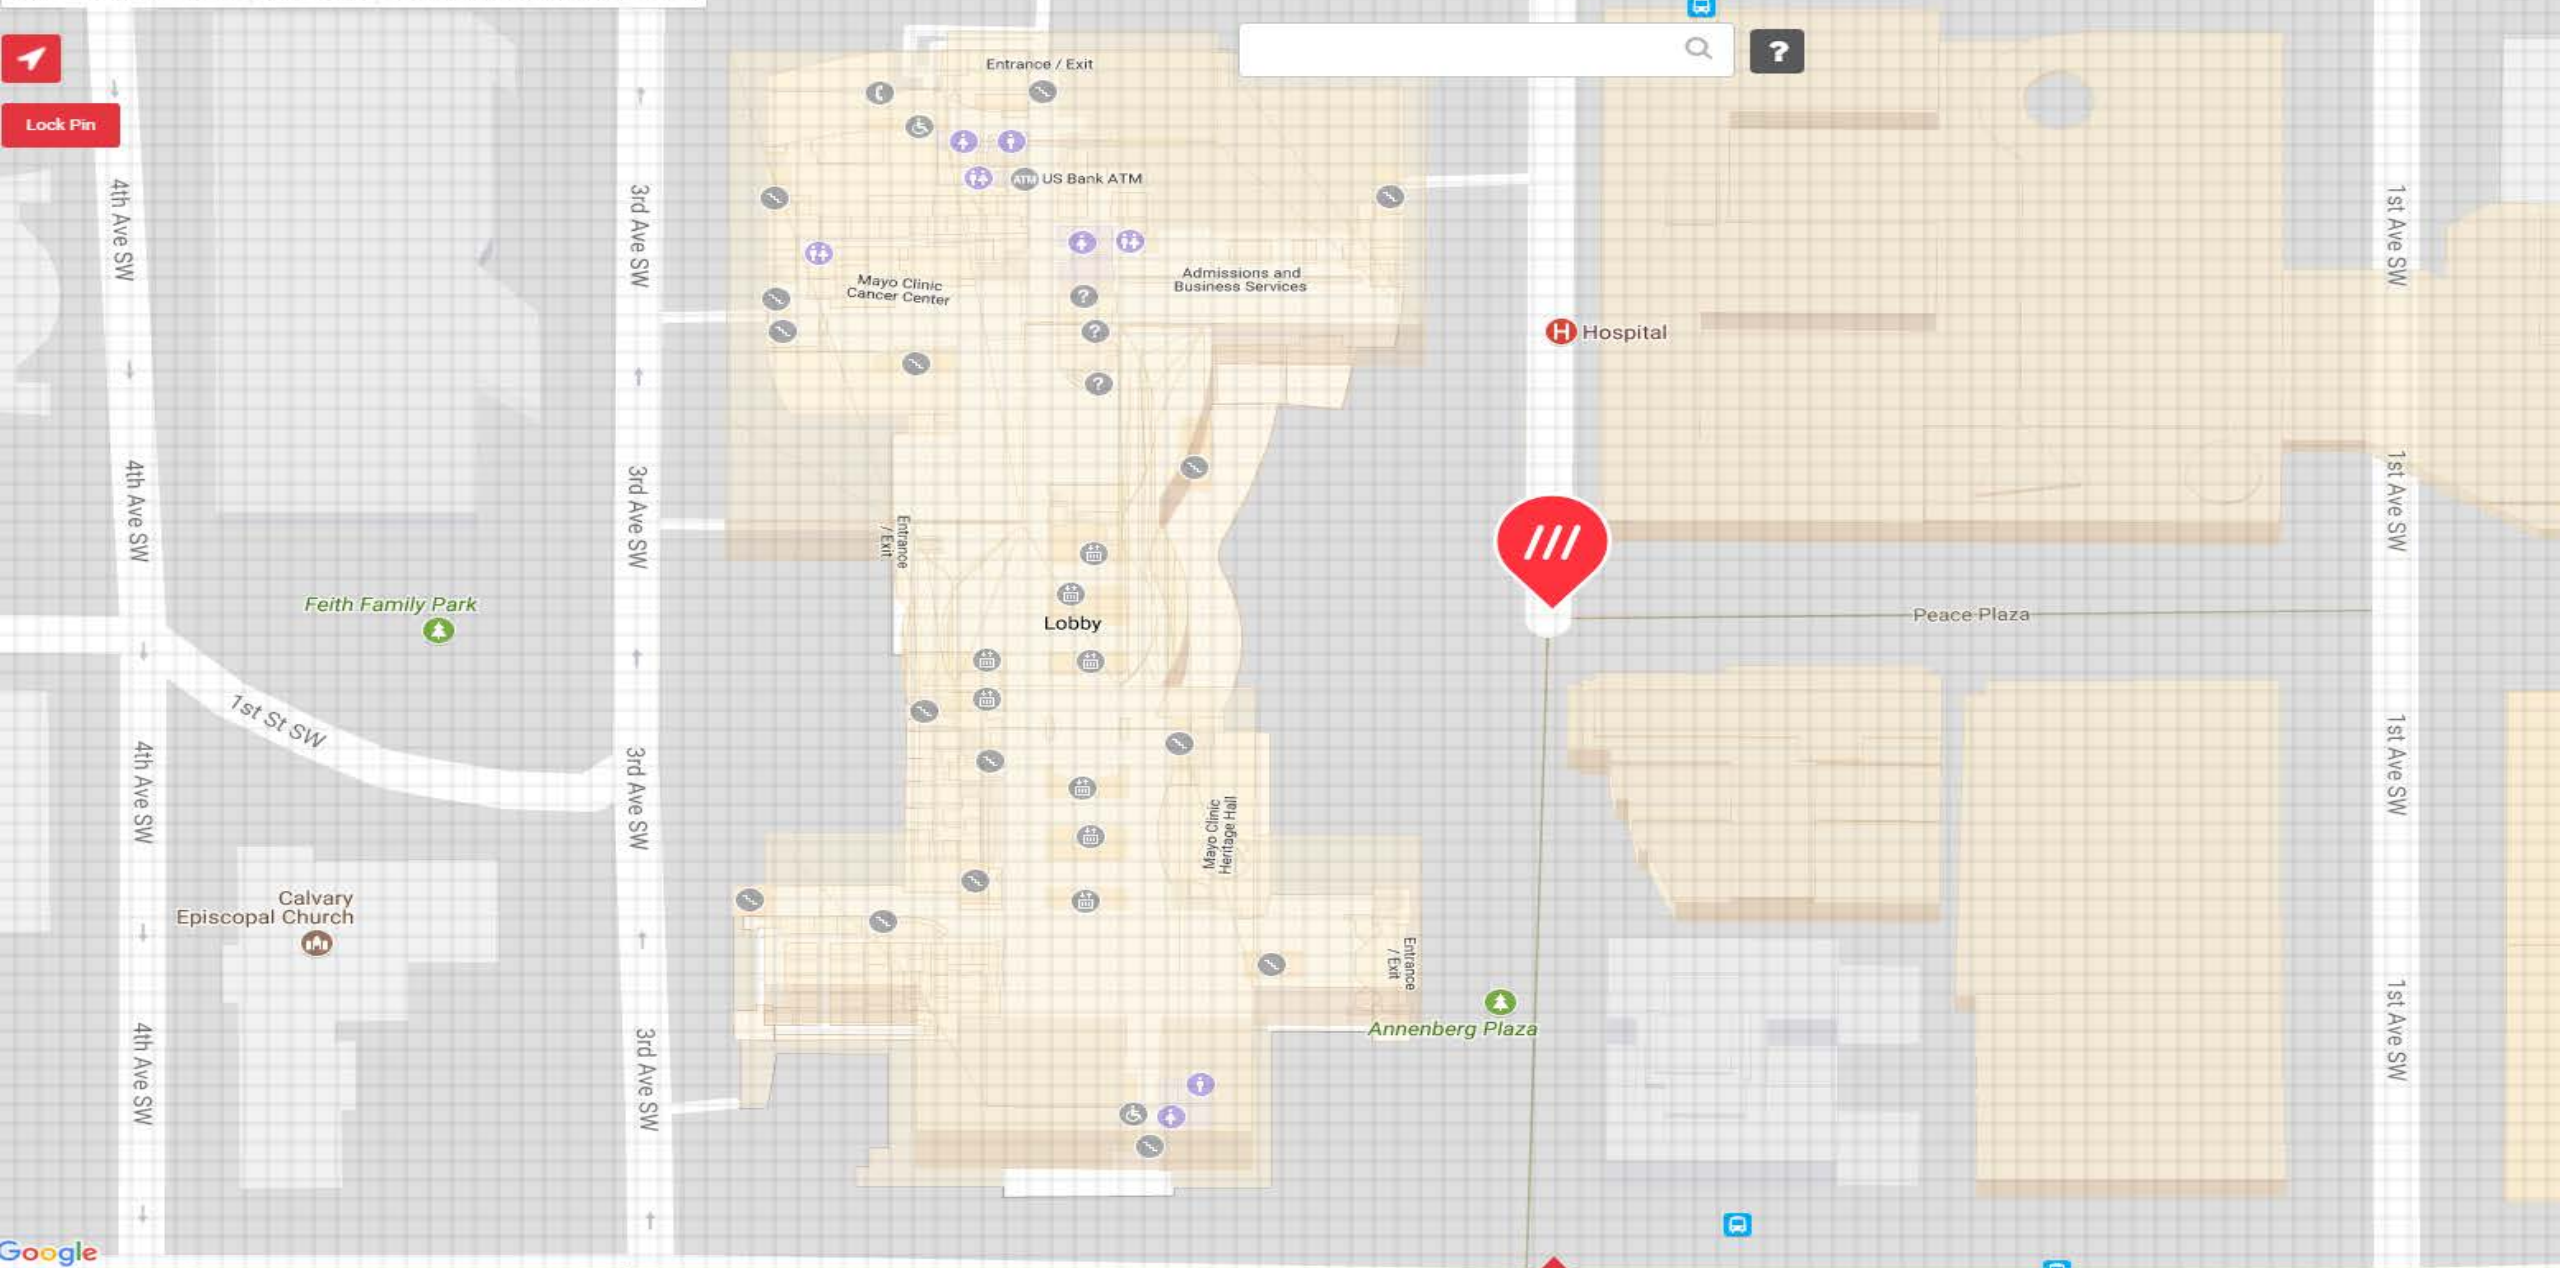 Entrance / Exit
?
Lock Pin
ATM US Bank ATM
4th Ave SW
3rd Ave SW
1st Ave SW
Mayo Clinic
Cancer Center
Admissions and
Business Services
?
?
?
H Hospital
4th Ave SW
3rd Ave SW
1st Ave SW
Entrance
/ Exit
Feith Family Park
Lobby
Peace Plaza
1st St SW
4th Ave SW
3rd Ave SW
1st Ave SW
Mayo Clinic
Heritage Hall
Calvary
Episcopal Church
Entrance
/ Exit
Annenberg Plaza
4th Ave SW
3rd Ave SW
1st Ave SW
Google